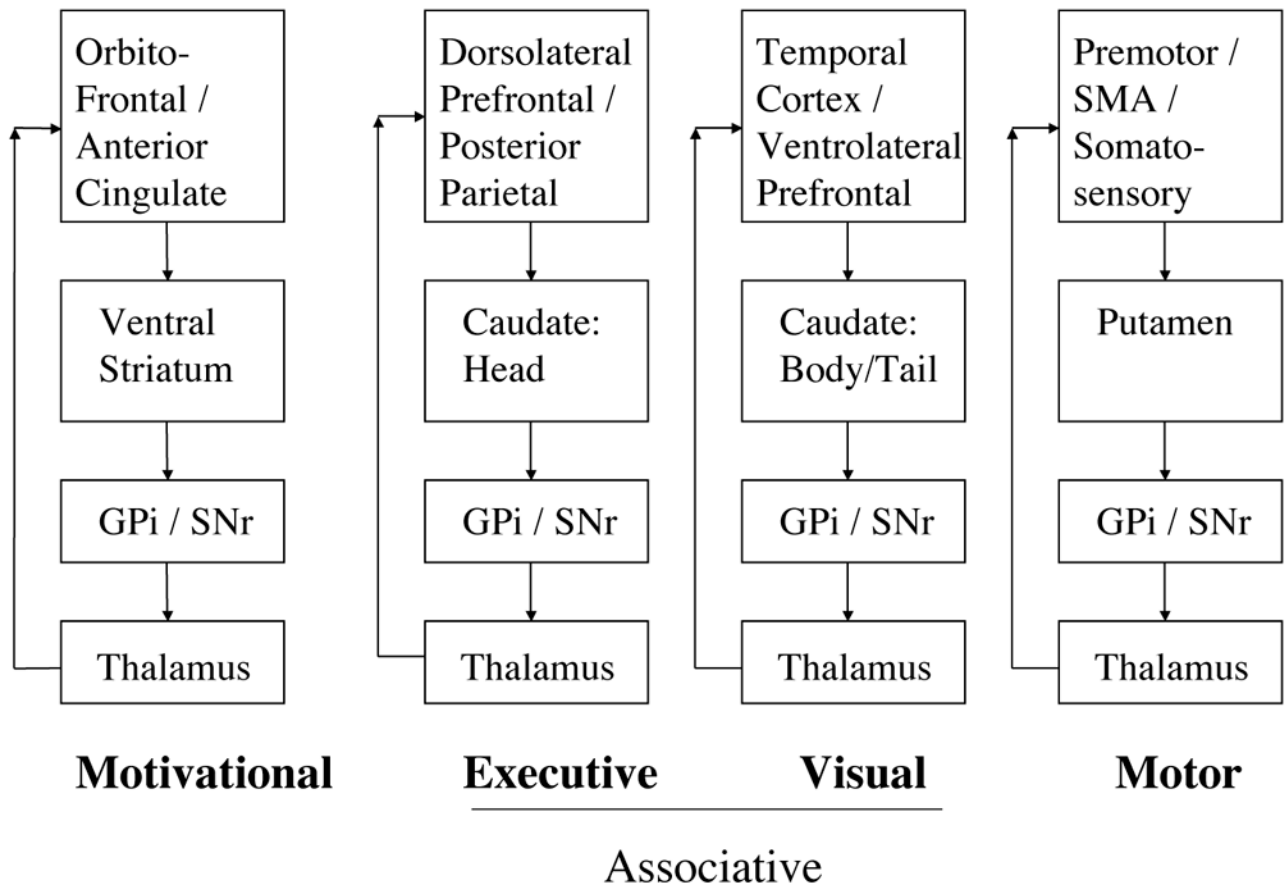 Orbito-
Frontal /
Anterior
Cingulate
Ventral
Striatum
GPi / SNr
Thalamus
Motivational
Dorsolateral
Prefrontal /
Posterior
Parietal
Caudate:
Head
GPi / SNr
Thalamus
Executive
Temporal
Cortex /
Ventrolateral
Prefrontal
Caudate:
Body/Tail
GPi / SNr
Thalamus
Visual
Associative
Premotor /
SMA /
Somato-
sensory
Putamen
GPi / SNr
Thalamus
Motor